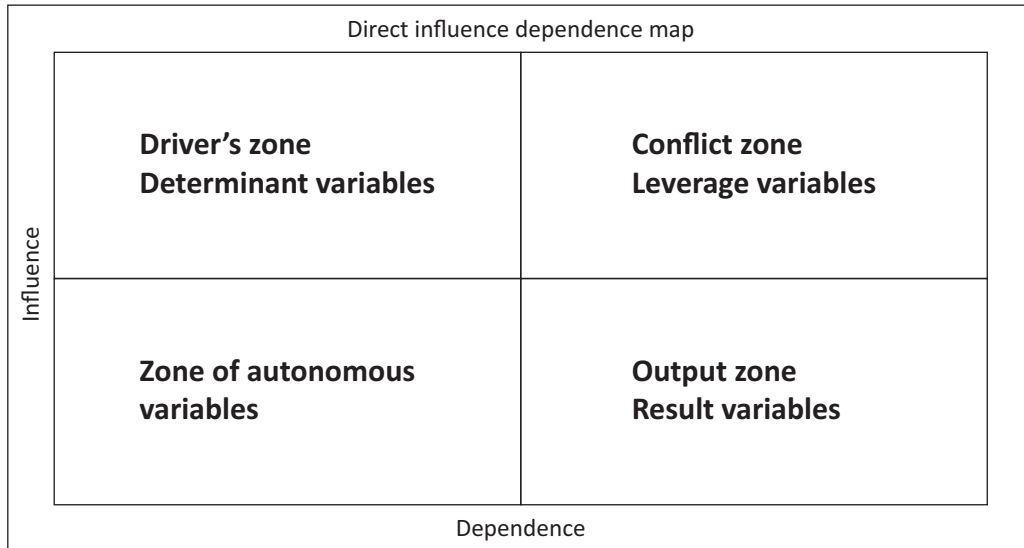 Direct influence dependence map
Driver’s zone
Determinant variables
Conflict zone
Leverage variables
Influence
Zone of autonomous
variables
Output zone
Result variables
Dependence